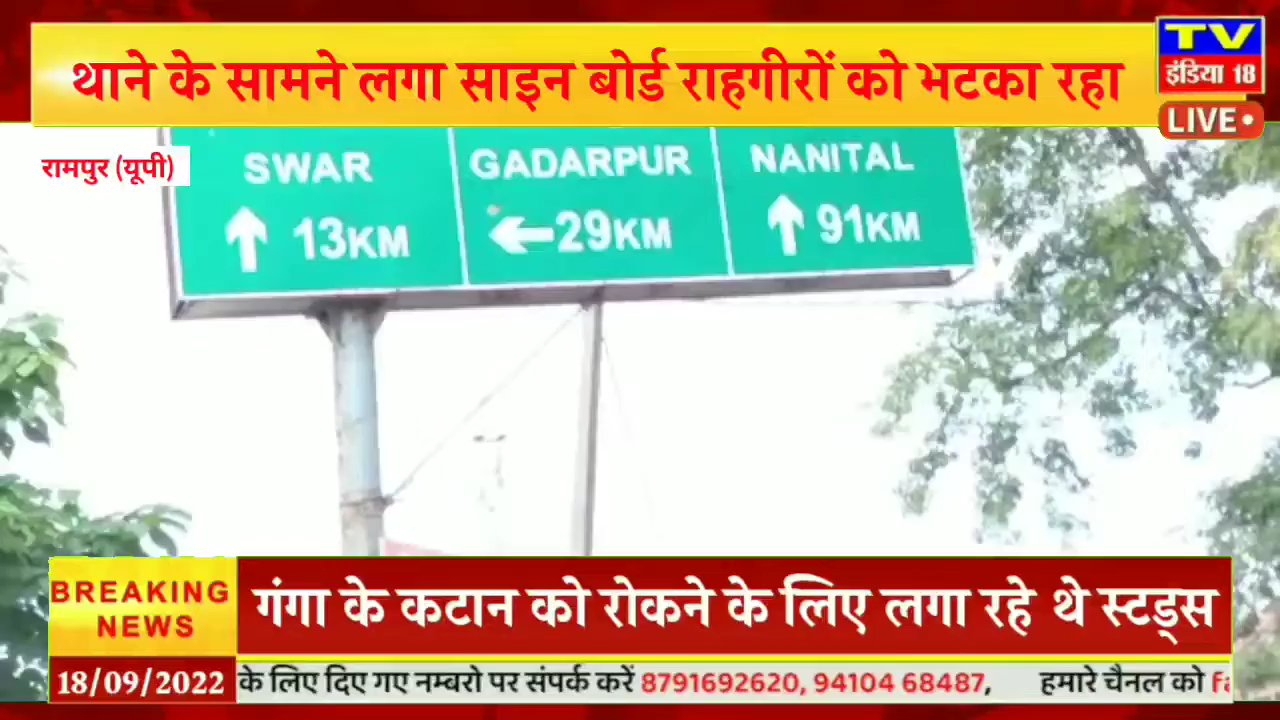 थाने के सामने लगा साइन बोर्ड राहगीरों को भटका रहा
TV
इंडिया 18
LIVE
रामपुर (यूपी)
SWAR
13KM
GADARPUR
29KM
NANITAL
91KM
BREAKING
NEWS
गंगा के कटान को रोकने के लिए लगा रहे थे स्टड्स
18/09/2022
के लिए दिए गए नम्बरो पर संपर्क करें 8791692620, 94104 68487, हमारे चैनल को